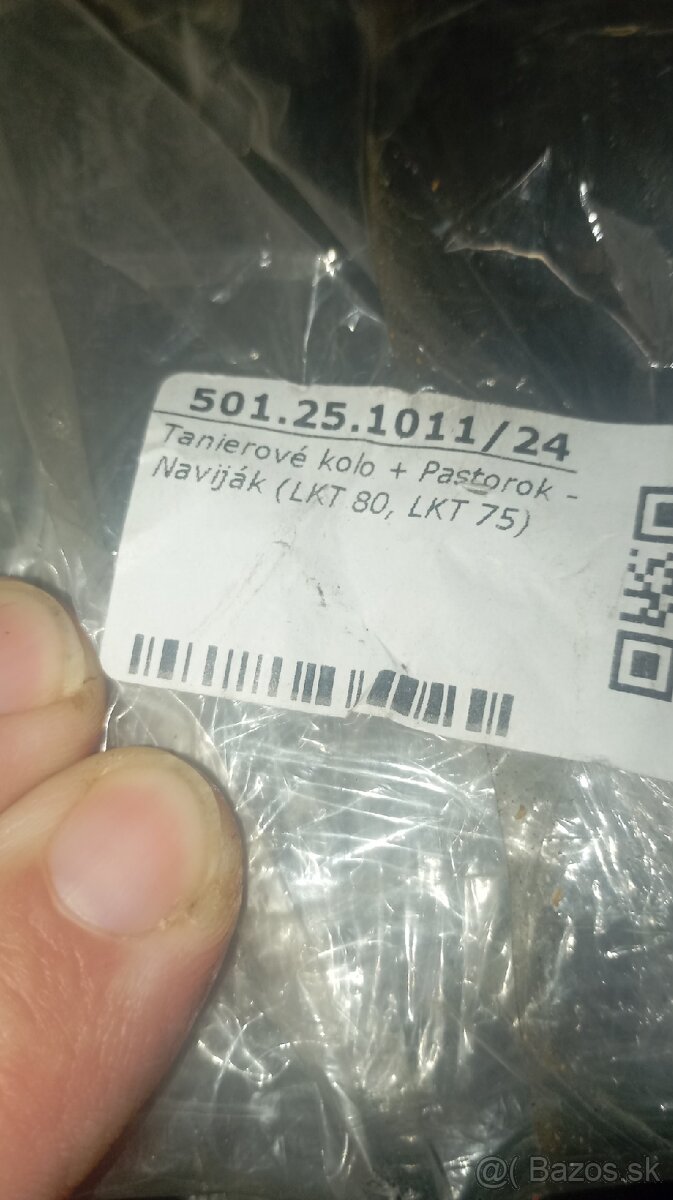 501.25.1011/24
Tanierové kolo + Pastorok -
Naviják (LKT 80, LKT 75)
@( Bazos.sk